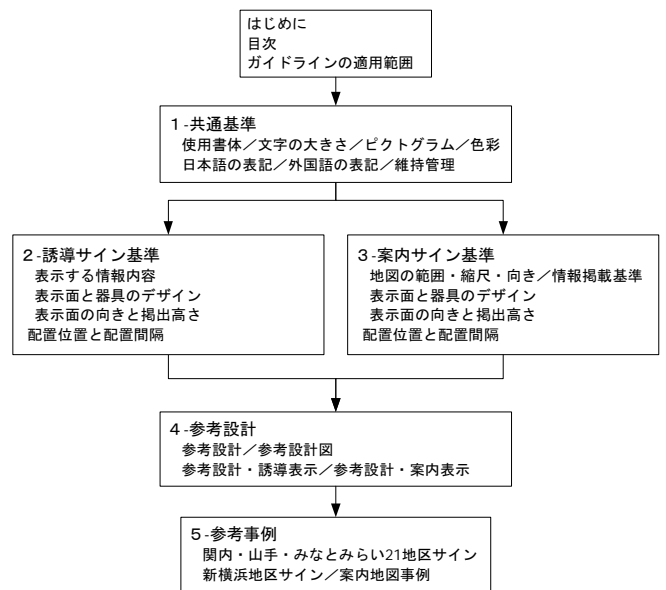 はじめに
目次
ガイドラインの適用範囲
1-共通基準
使用書体／文字の大きさ／ピクトグラム／色彩
日本語の表記／外国語の表記／維持管理
2-誘導サイン基準
表示する情報内容
表示面と器具のデザイン
表示面の向きと掲出高さ
配置位置と配置間隔
3-案内サイン基準
地図の範囲・縮尺・向き／情報掲載基準
表示面と器具のデザイン
表示面の向きと掲出高さ
配置位置と配置間隔
4-参考設計
参考設計／参考設計図
参考設計・誘導表示／参考設計・案内表示
5-参考事例
関内・山手・みなとみらい21地区サイン
新横浜地区サイン／案内地図事例